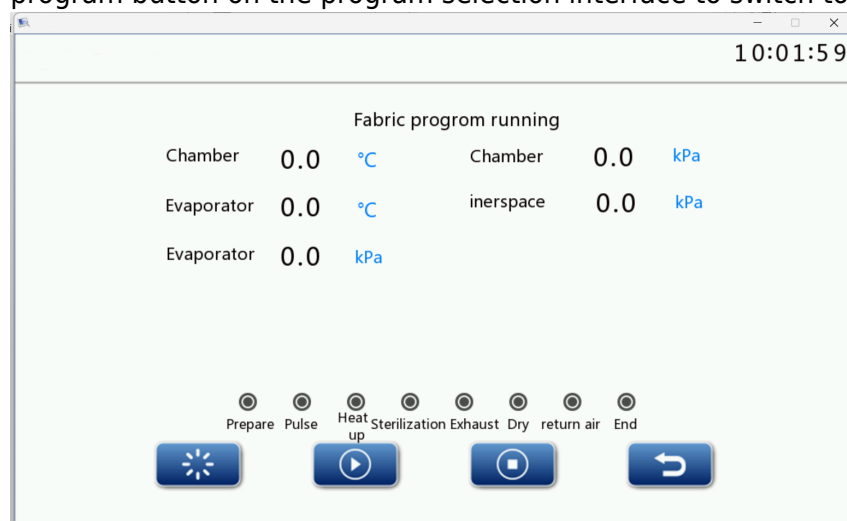 program button on the program selection interface to switch to
10:01:59
Fabric progrom running
Chamber 0.0 °C Chamber 0.0 kPa
Evaporator 0.0 °C inerspace 0.0 kPa
Evaporator 0.0 kPa
Prepare Pulse Heat up Sterilization Exhaust Dry return air End